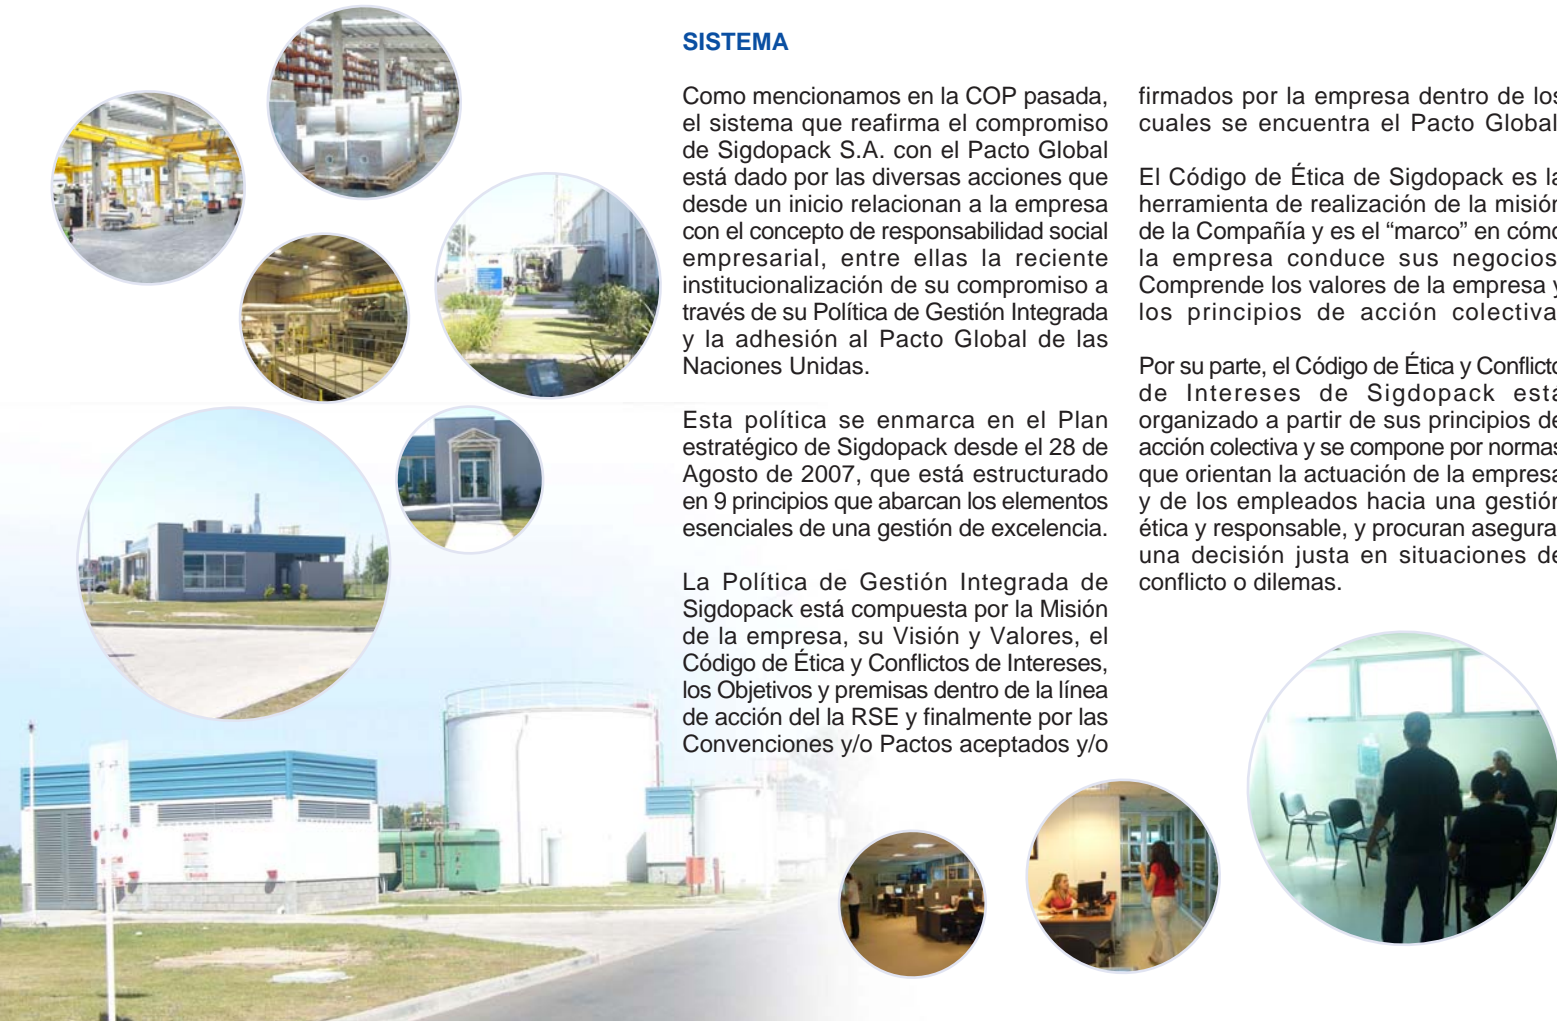 SISTEMA
Como mencionamos en la COP pasada,
el sistema que reafirma el compromiso
de Sigdopack S.A. con el Pacto Global
está dado por las diversas acciones que
desde un inicio relacionan a la empresa
con el concepto de responsabilidad social
empresarial, entre ellas la reciente
institucionalización de su compromiso a
través de su Política de Gestión Integrada
y la adhesión al Pacto Global de las
Naciones Unidas.
Esta política se enmarca en el Plan
estratégico de Sigdopack desde el 28 de
Agosto de 2007, que está estructurado
en 9 principios que abarcan los elementos
esenciales de una gestión de excelencia.
La Política de Gestión Integrada de
Sigdopack está compuesta por la Misión
de la empresa, su Visión y Valores, el
Código de Ética y Conflictos de Intereses,
los Objetivos y premisas dentro de la línea
de acción del la RSE y finalmente por las
Convenciones y/o Pactos aceptados y/o
firmados por la empresa dentro de los
cuales se encuentra el Pacto Global
El Código de Ética de Sigdopack es la
herramienta de realización de la misión
de la Compañía y es el “marco” en cómo
la empresa conduce sus negocios
Comprende los valores de la empresa y
los principios de acción colectiva
Por su parte, el Código de Ética y Conflicto
de Intereses de Sigdopack está
organizado a partir de sus principios de
acción colectiva y se compone por normas
que orientan la actuación de la empresa
y de los empleados hacia una gestión
ética y responsable, y procuran asegurar
una decisión justa en situaciones de
conflicto o dilemas.